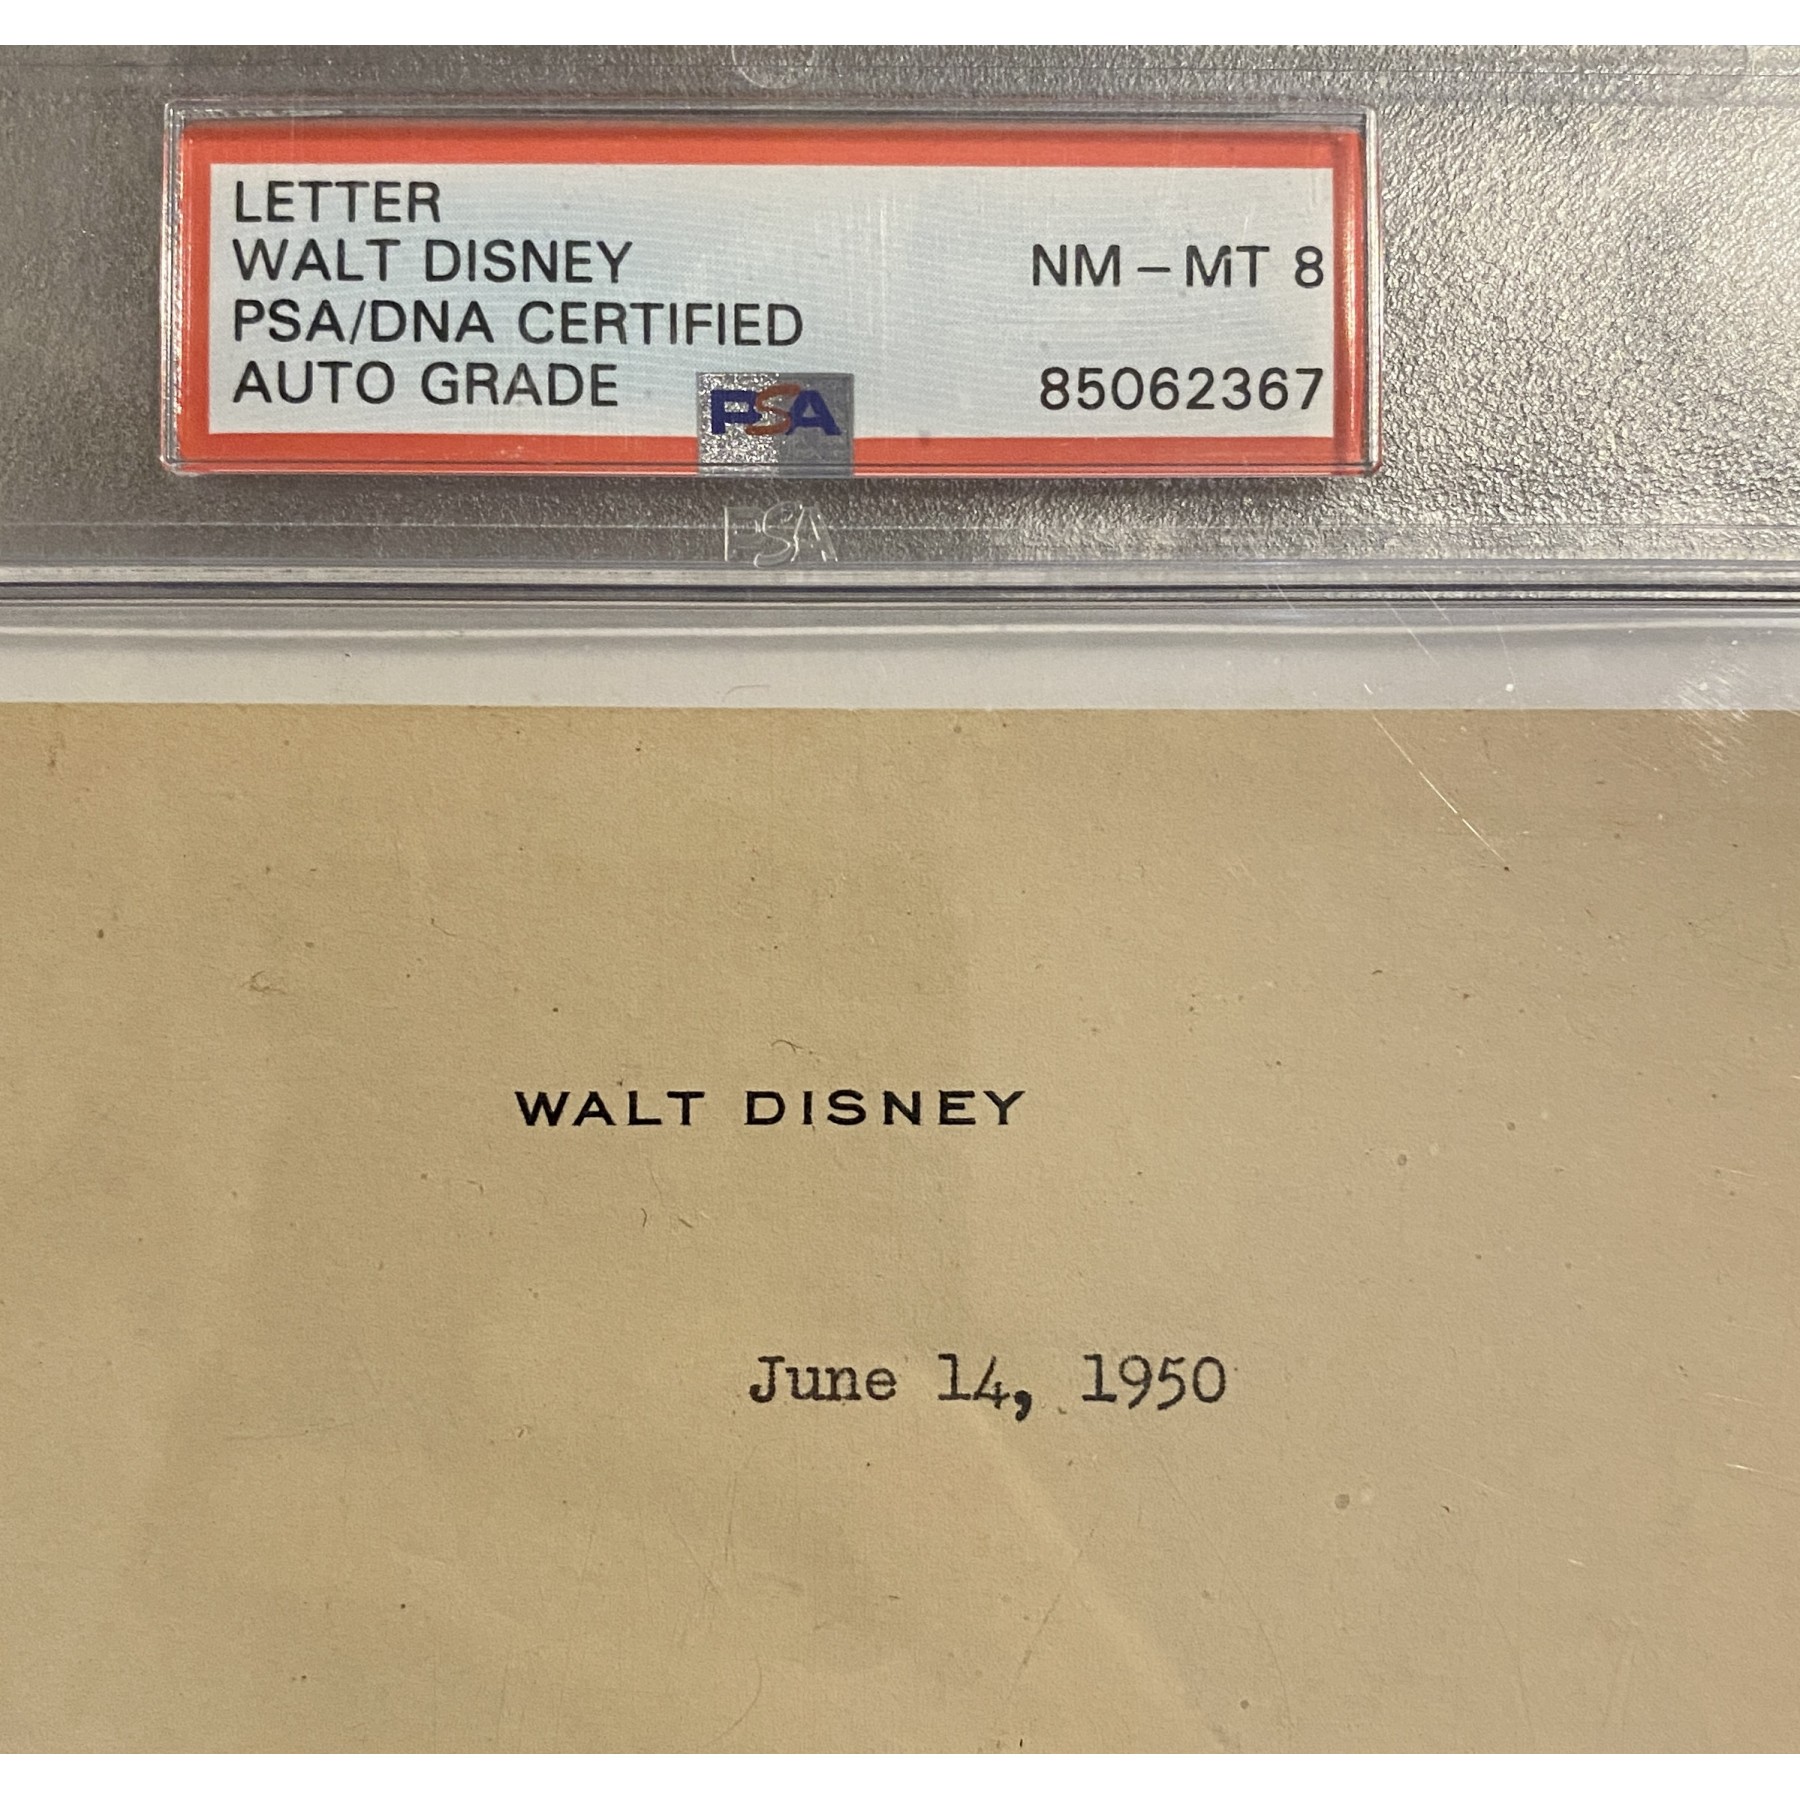 LETTER
WALT DISNEY NM - MT 8
PSA/DNA CERTIFIED
AUTO GRADE 85062367
PSA
PSA
WALT DISNEY
June 14, 1950